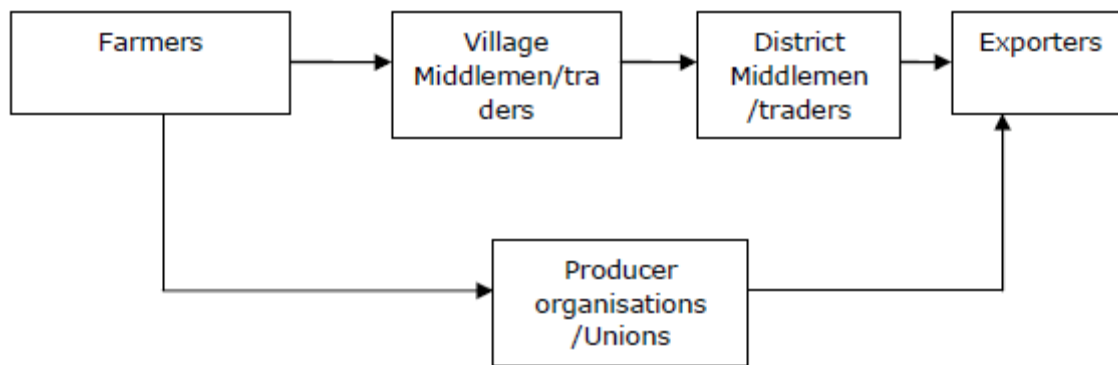 Farmers
Village
Middlemen/tra
ders
District
Middlemen
/traders
Exporters
Producer
organisations
/Unions